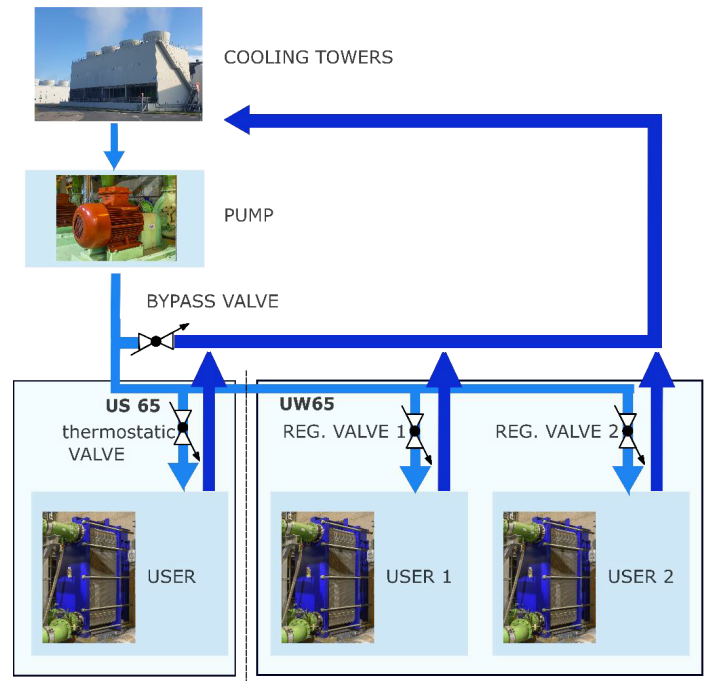 COOLING TOWERS
PUMP
BYPASS VALVE
US 65
thermostatic
VALVE
UW65
REG. VALVE 1
REG. VALVE 2
USER
USER 1
USER 2